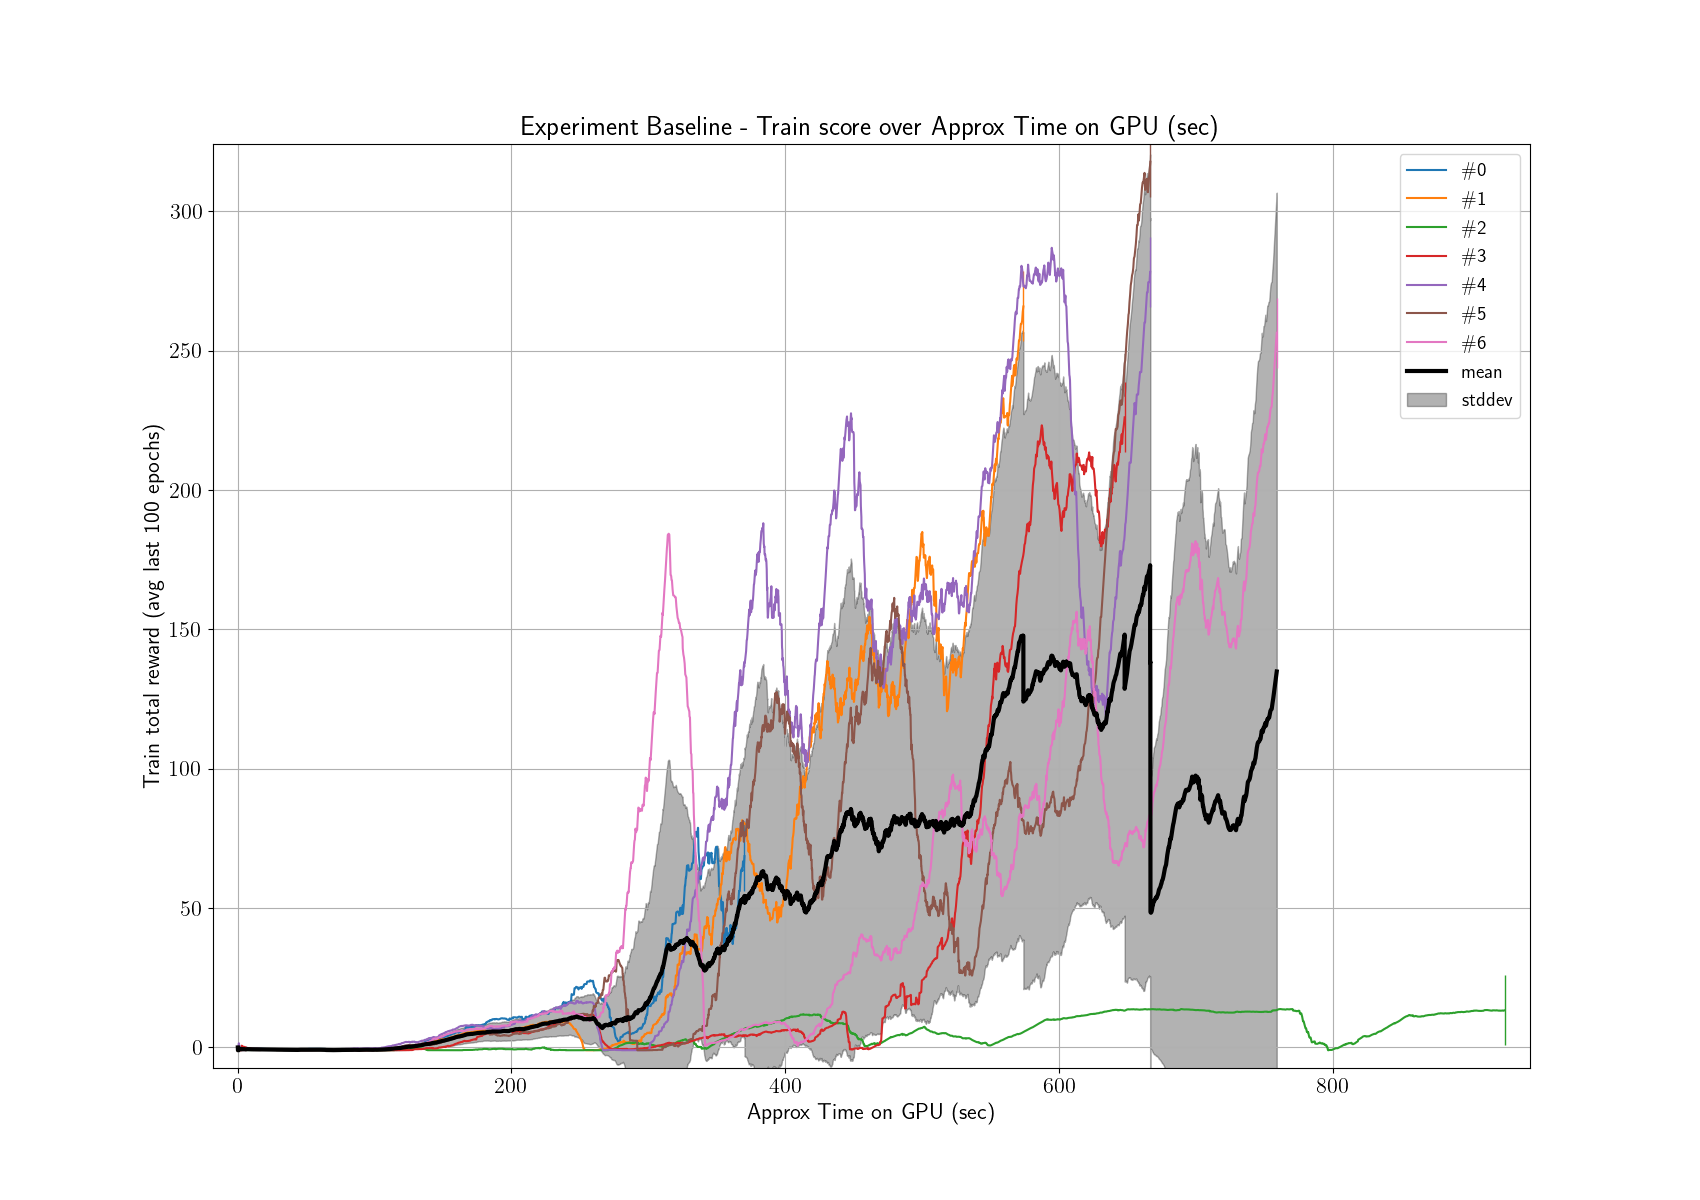 Experiment Baseline - Train score over Approx Time on GPU (sec)
Train total reward (avg last 100 epochs)
300
250
200
150
100
50
0
0 200 400 600 800
Approx Time on GPU (sec)
#0
#1
#2
#3
#4
#5
#6
mean
stddev